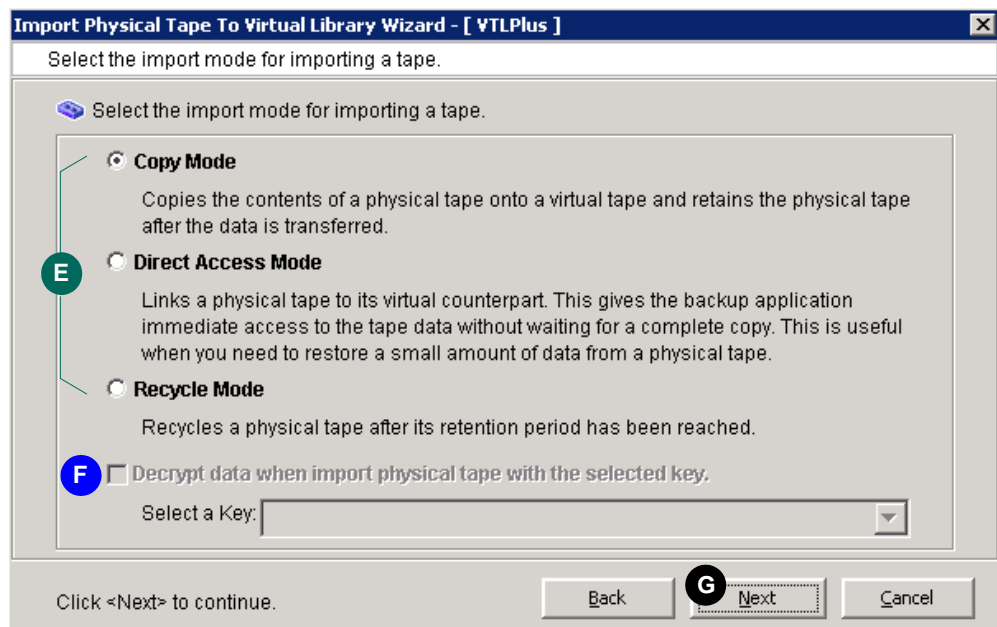 Import Physical Tape To Virtual Library Wizard - [ VTLPlus ]
Select the import mode for importing a tape.
Select the import mode for importing a tape.
Copy Mode
Copies the contents of a physical tape onto a virtual tape and retains the physical tape
after the data is transferred.
E
Direct Access Mode
Links a physical tape to its virtual counterpart. This gives the backup application
immediate access to the tape data without waiting for a complete copy. This is useful
when you need to restore a small amount of data from a physical tape.
Recycle Mode
Recycles a physical tape after its retention period has been reached.
F Decrypt data when import physical tape with the selected key.
Select a Key:
Click <Next> to continue.
Back
G Next
Cancel